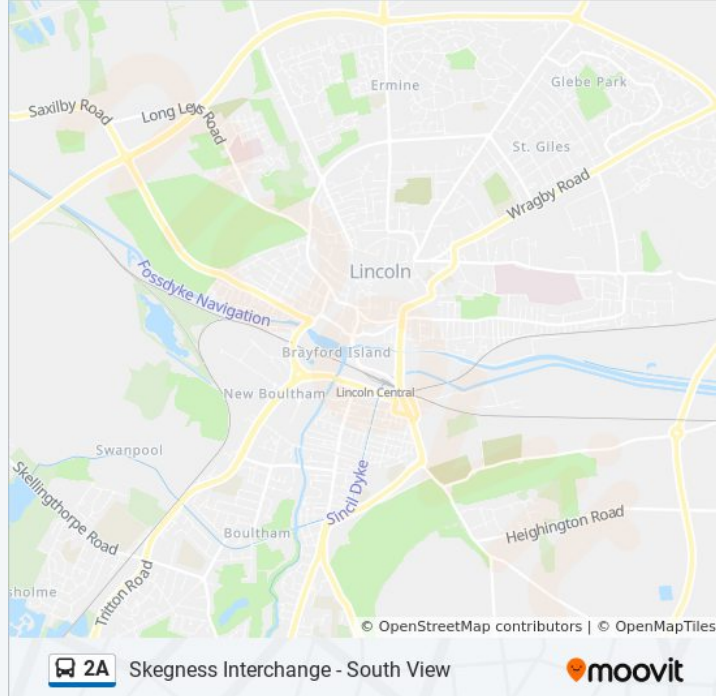 Ermine
Glebe Park
Saxilby Road
Long Leys Road
St. Giles
Wragby Road
Lincoln
Fossdyke Navigation
Brayford Island
New Boultham
Lincoln Central
Swanpool
Skellingthorpe Road
Sincil Dyke
Heighington Road
Boultham
sholme
Tritton Road
© OpenStreetMap contributors | © OpenMapTiles
2A Skegness Interchange - South View
moovit